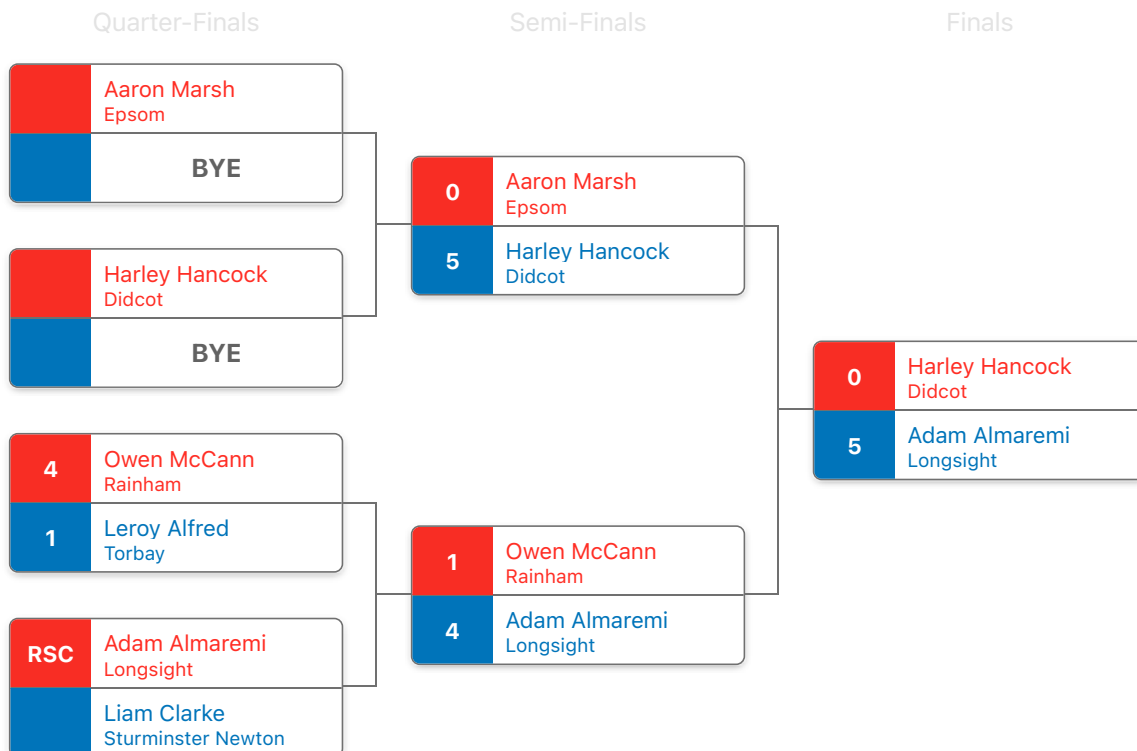 Quarter-Finals
Semi-Finals
Finals
Aaron Marsh
Epsom
BYE
Harley Hancock
Didcot
BYE
4
Owen McCann
Rainham
1
Leroy Alfred
Torbay
RSC
Adam Almaremi
Longsight
Liam Clarke
Sturminster Newton
0
Aaron Marsh
Epsom
5
Harley Hancock
Didcot
1
Owen McCann
Rainham
4
Adam Almaremi
Longsight
0
Harley Hancock
Didcot
5
Adam Almaremi
Longsight